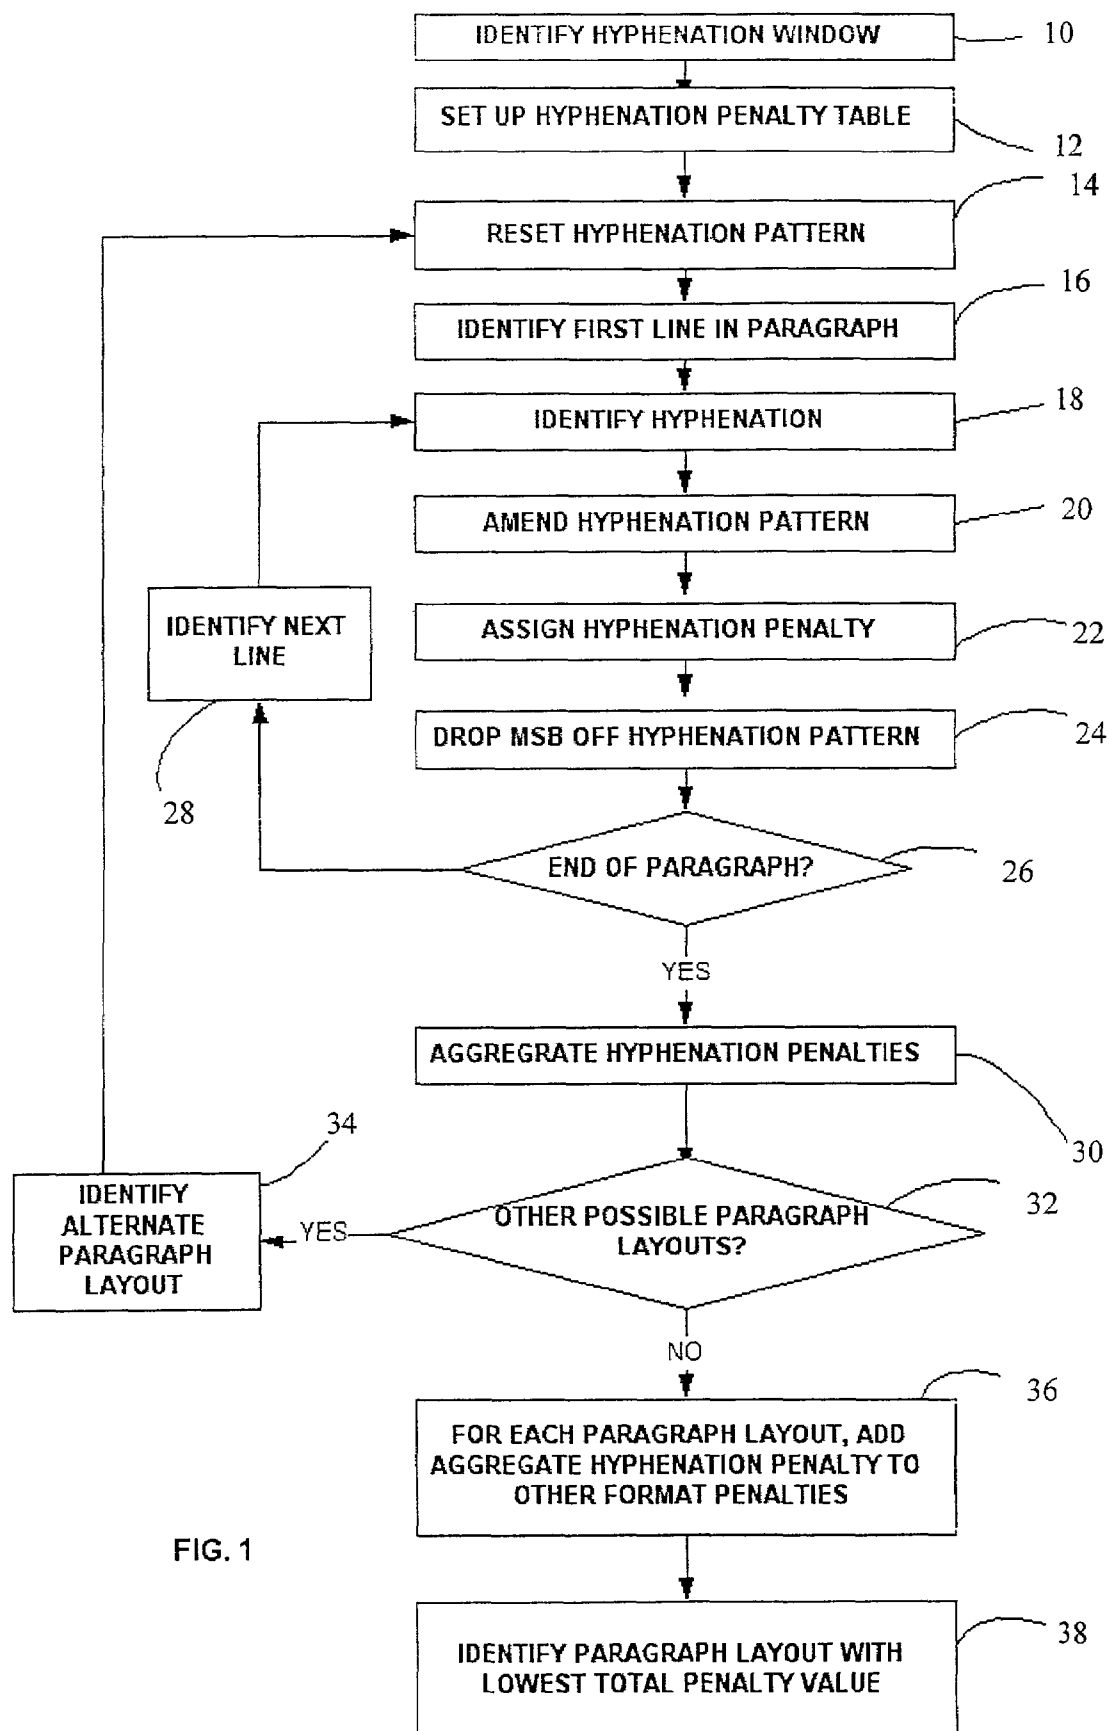 IDENTIFY HYPHENATION WINDOW
10
SET UP HYPHENATION PENALTY TABLE
12
14
RESET HYPHENATION PATTERN
16
IDENTIFY FIRST LINE IN PARAGRAPH
18
IDENTIFY HYPHENATION
20
AMEND HYPHENATION PATTERN
IDENTIFY NEXT
LINE
28
ASSIGN HYPHENATION PENALTY
22
DROP MSB OFF HYPHENATION PATTERN
24
END OF PARAGRAPH?
26
YES
AGGREGRATE HYPHENATION PENALTIES
30
34
IDENTIFY
ALTERNATE
PARAGRAPH
LAYOUT
YES
OTHER POSSIBLE PARAGRAPH
LAYOUTS?
32
NO
36
FOR EACH PARAGRAPH LAYOUT, ADD
AGGREGATE HYPHENATION PENALTY TO
OTHER FORMAT PENALTIES
FIG. 1
38
IDENTIFY PARAGRAPH LAYOUT WITH
LOWEST TOTAL PENALTY VALUE